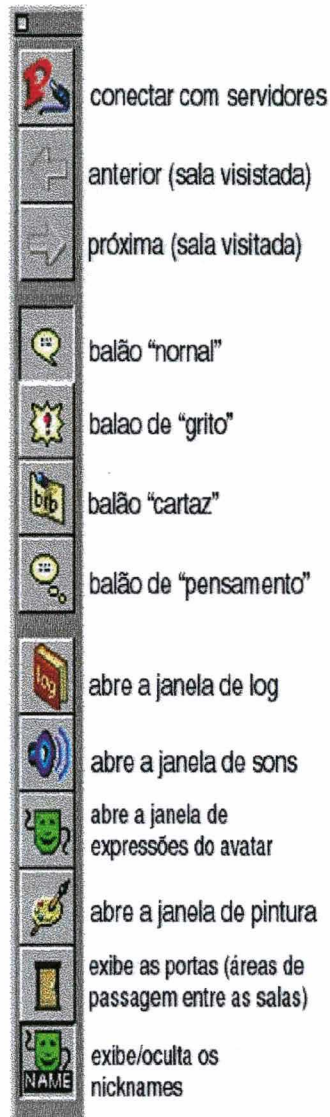 conectar com servidores
anterior (sala visistada)
próxima (sala visitada)
balão “nornal”
balao de “grito”
brb
balão “cartaz”
balão de “pensamento”
log
abre a janela de log
abre a janela de sons
abre a janela de
expressões do avatar
abre a janela de pintura
exibe as portas (áreas de
passagem entre as salas)
NAME
exibe/oculta os
nicknames